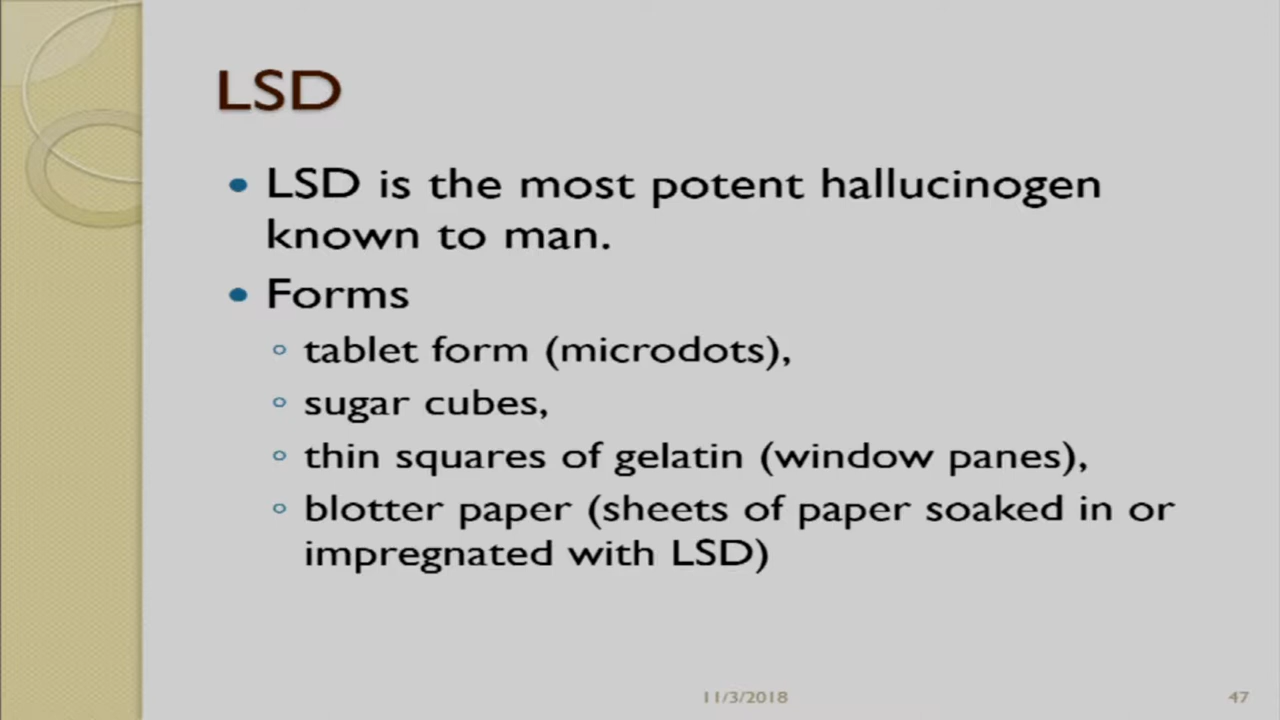 LSD
• LSD is the most potent hallucinogen
known to man.
• Forms
◦ tablet form (microdots),
◦ sugar cubes,
◦ thin squares of gelatin (window panes),
◦ blotter paper (sheets of paper soaked in or
impregnated with LSD)
11/3/2018 47